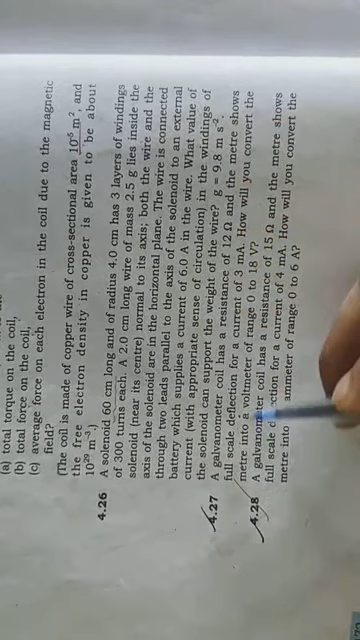 (a) total torque on the coil,
(b) total force on the coil,
(c) average force on each electron in the coil due to the magnetic
field?
(The coil is made of copper wire of cross-sectional area 10⁻⁵ m², and
the free electron density in copper is given to be about
10²⁹ m⁻³.)
4.26 A solenoid 60 cm long and of radius 4.0 cm has 3 layers of windings
of 300 turns each. A 2.0 cm long wire of mass 2.5 g lies inside the
solenoid (near its centre) normal to its axis; both the wire and the
axis of the solenoid are in the horizontal plane. The wire is connected
through two leads parallel to the axis of the solenoid to an external
battery which supplies a current of 6.0 A in the wire. What value of
current (with appropriate sense of circulation) in the windings of
the solenoid can support the weight of the wire? g = 9.8 m s⁻².
4.27 A galvanometer coil has a resistance of 12 Ω and the metre shows
full scale deflection for a current of 3 mA. How will you convert the
metre into a voltmeter of range 0 to 18 V?
4.28 A galvanometer coil has a resistance of 15 Ω and the metre shows
full scale ction for a current of 4 mA. How will you convert the
metre into ammeter of range 0 to 6 A?